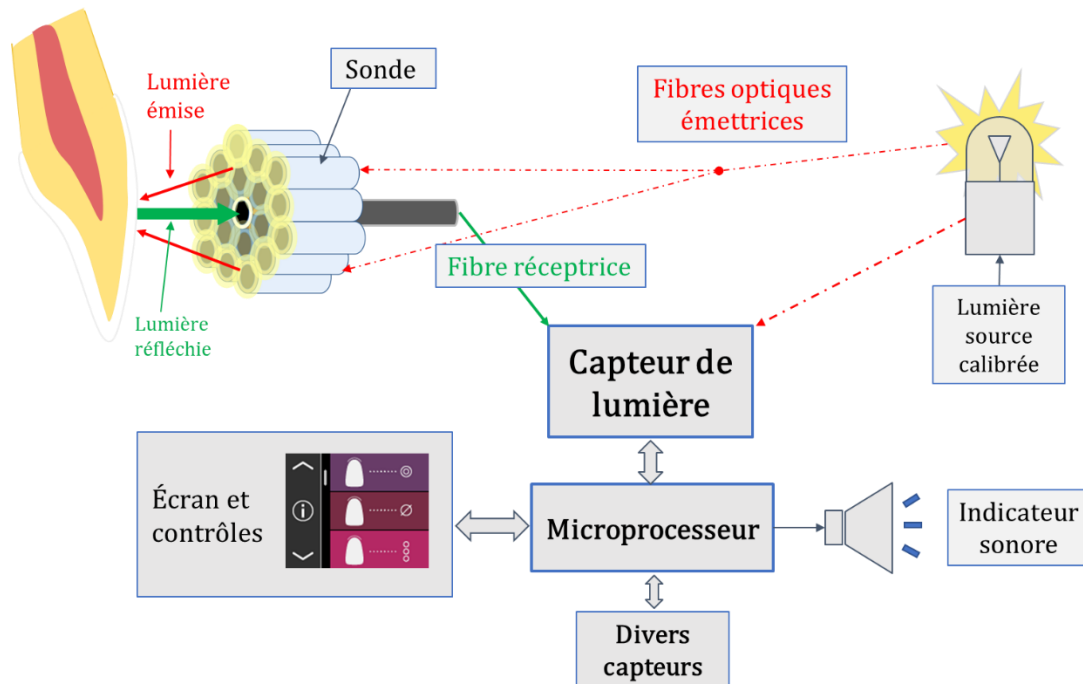 Sonde
Lumière
émise
Fibres optiques
émettrices
Fibre réceptrice
Lumière
réfléchie
Lumière
source
calibrée
Capteur de
lumière
Écran et
contrôles
Microprocesseur
Indicateur
sonore
Divers
capteurs